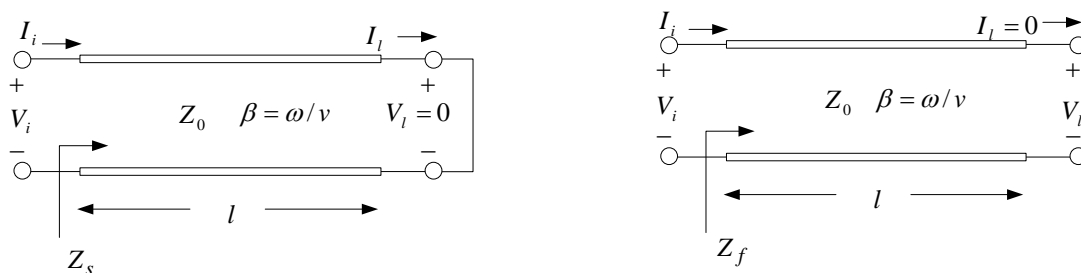 I_i I_l
+ +
V_i Z_0 β = ω/v V_l = 0
− −
l
Z_s
I_i I_l = 0
+ +
V_i Z_0 β = ω/v V_l
− −
l
Z_f